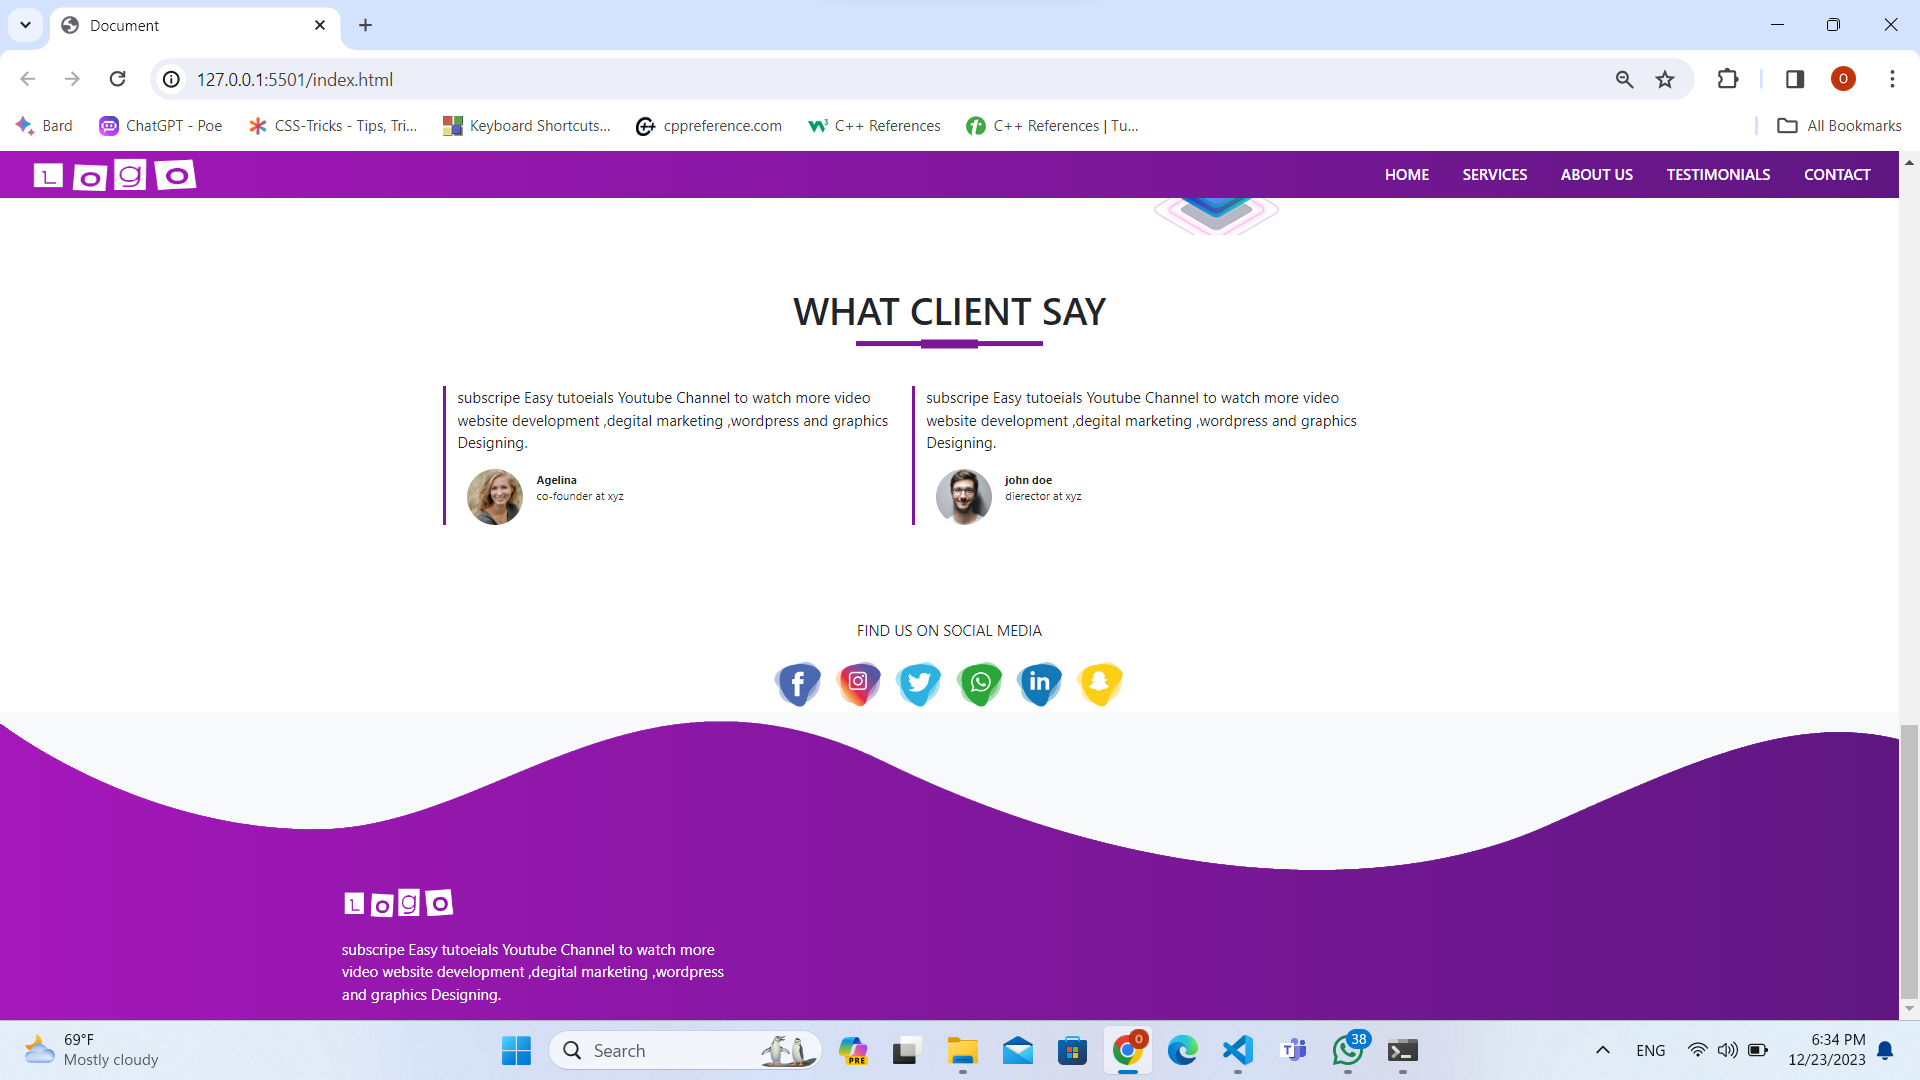 Document
127.0.0.1:5501/index.html
O
Bard
ChatGPT - Poe
CSS-Tricks - Tips, Tri...
Keyboard Shortcuts...
cppreference.com
C++ References
C++ References | Tu...
All Bookmarks
LOgO
HOME
SERVICES
ABOUT US
TESTIMONIALS
CONTACT
WHAT CLIENT SAY
subscripe Easy tutoeials Youtube Channel to watch more video
website development ,degital marketing ,wordpress and graphics
Designing.
Agelina
co-founder at xyz
subscripe Easy tutoeials Youtube Channel to watch more video
website development ,degital marketing ,wordpress and graphics
Designing.
john doe
dierector at xyz
FIND US ON SOCIAL MEDIA
LOgO
subscripe Easy tutoeials Youtube Channel to watch more
video website development ,degital marketing ,wordpress
and graphics Designing.
69°F
Mostly cloudy
Search
PRE
38
ENG
6:34 PM
12/23/2023